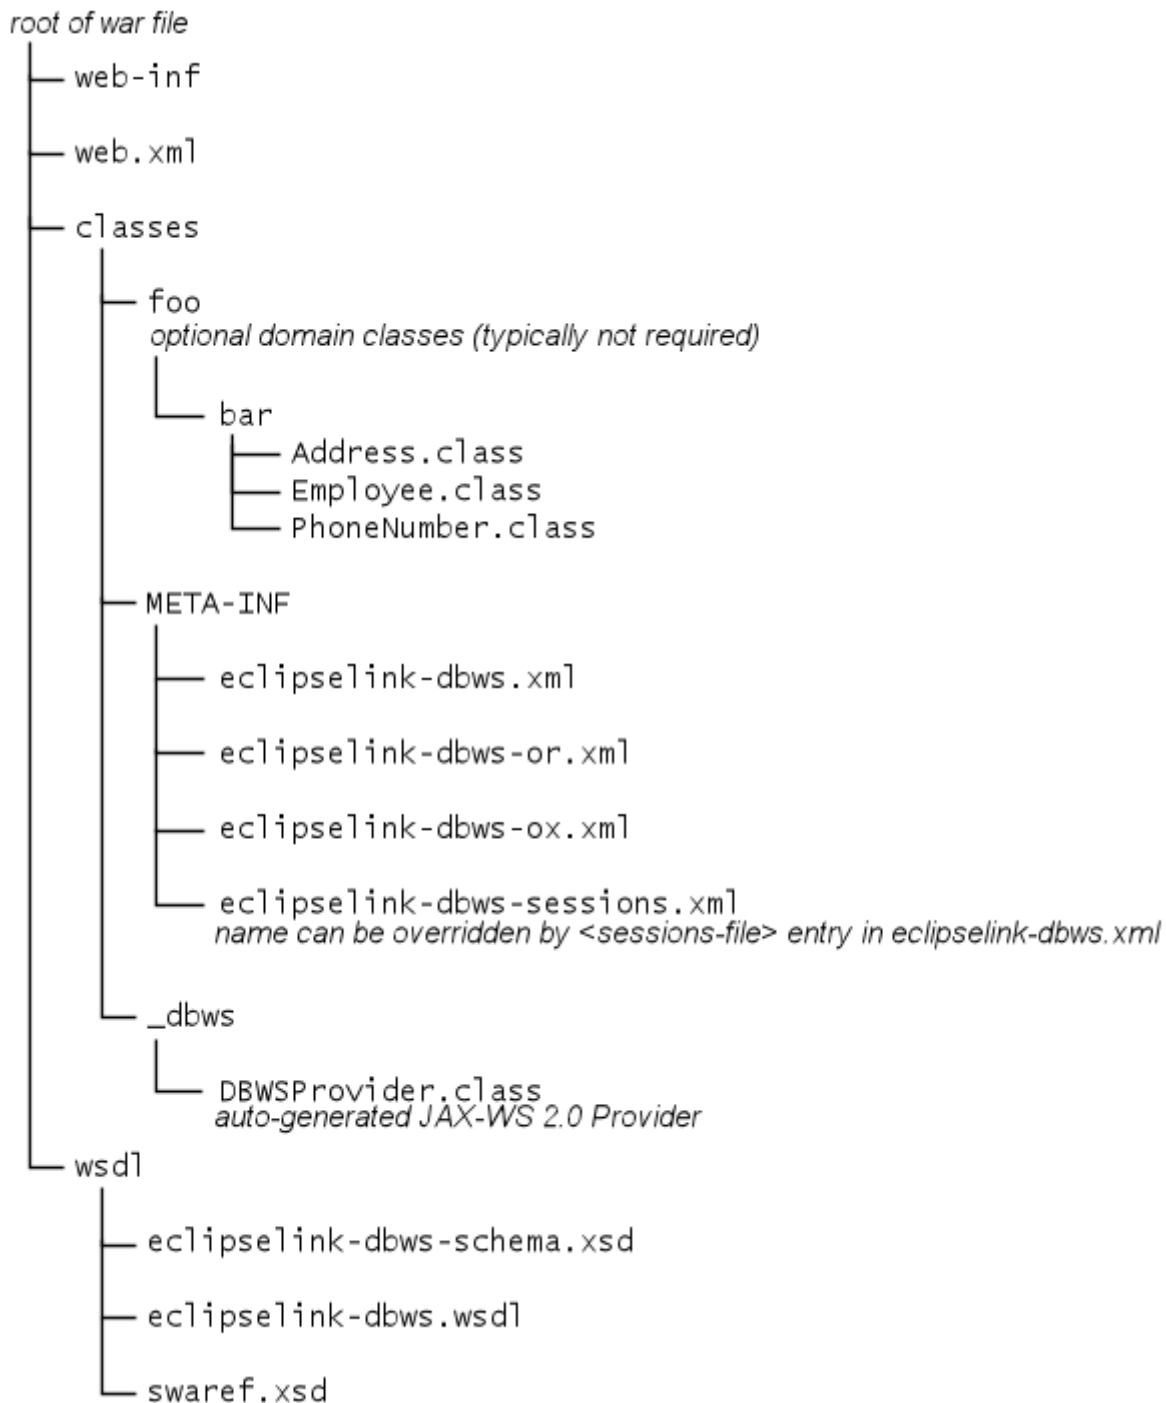 root of war file
web-inf
web.xml
classes
foo
optional domain classes (typically not required)
bar
Address.class
Employee.class
PhoneNumber.class
META-INF
eclipselink-dbws.xml
eclipselink-dbws-or.xml
eclipselink-dbws-ox.xml
eclipselink-dbws-sessions.xml
name can be overridden by <sessions-file> entry in eclipselink-dbws.xml
_dbws
DBWSProvider.class
auto-generated JAX-WS 2.0 Provider
wsdl
eclipselink-dbws-schema.xsd
eclipselink-dbws.wsdl
swaref.xsd